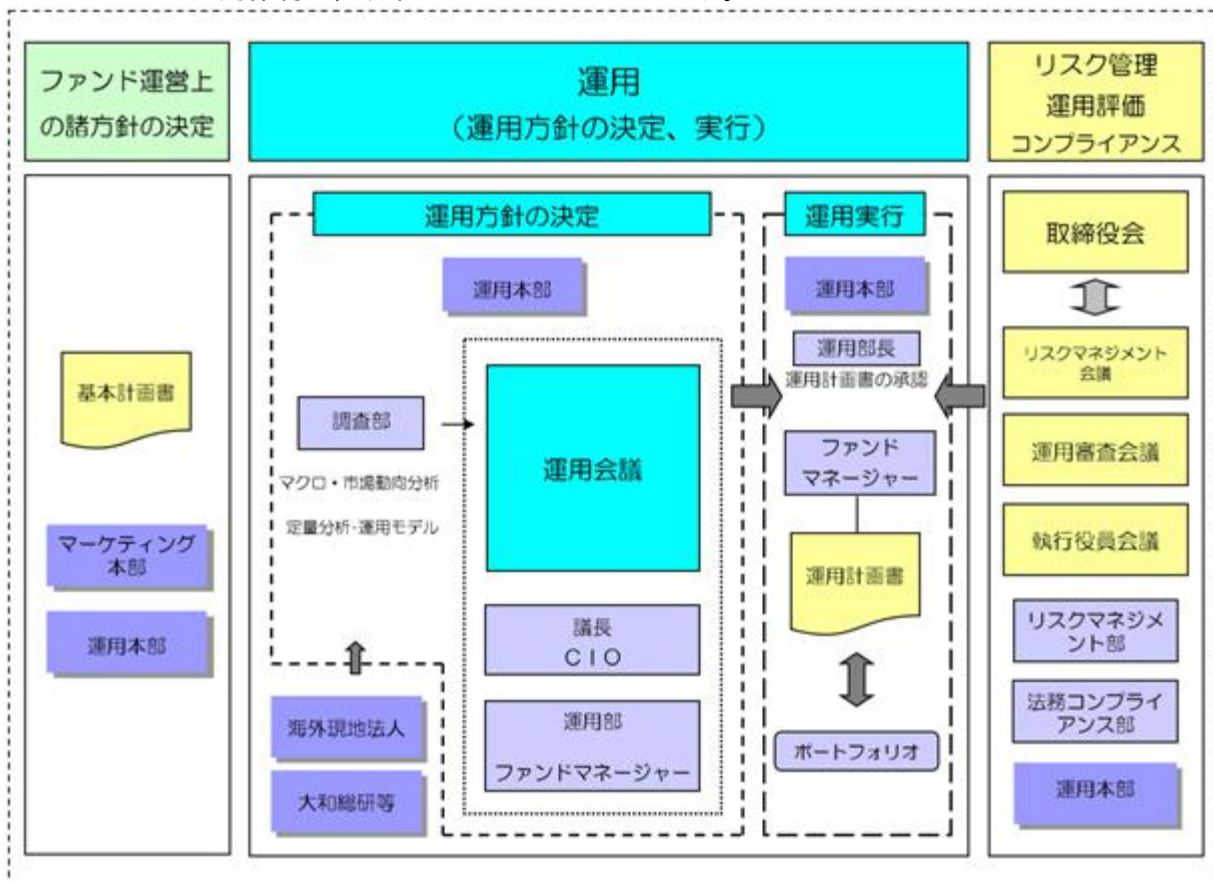 ファンド運営上
の諸方針の決定
運用
（運用方針の決定、実行）
リスク管理
運用評価
コンプライアンス
基本計画書
マーケティング
本部
運用本部
運用方針の決定
運用本部
調査部
マクロ・市場動向分析
定量分析・運用モデル
運用会議
議長
ＣＩＯ
運用部
ファンドマネージャー
海外現地法人
大和総研等
運用実行
運用本部
運用部長
運用計画書の承認
ファンド
マネージャー
運用計画書
ポートフォリオ
取締役会
リスクマネジメント
会議
運用審査会議
執行役員会議
リスクマネジメ
ント部
法務コンプライ
アンス部
運用本部